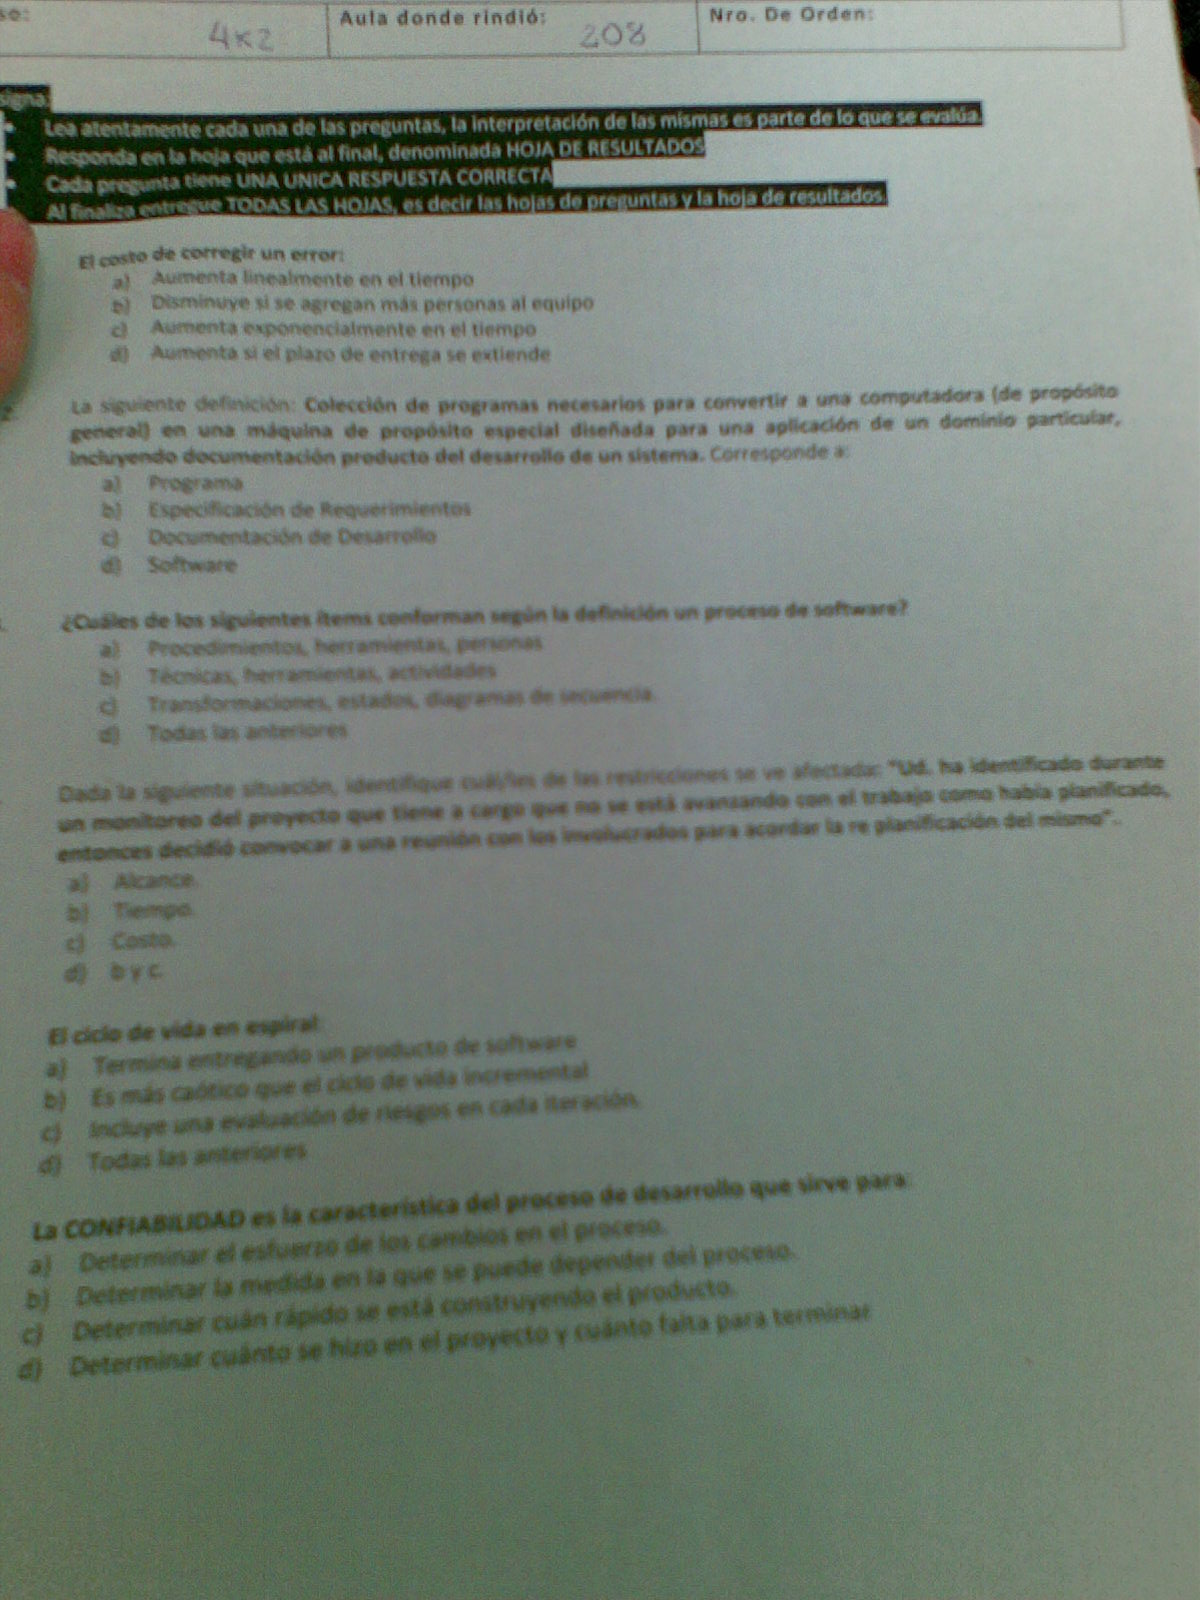 so:
Aula donde rindió:
Nro. De Orden:
4K2
208
signa:
• Lea atentamente cada una de las preguntas, la interpretación de las mismas es parte de lo que se evalúa.
• Responda en la hoja que está al final, denominada HOJA DE RESULTADOS
• Cada pregunta tiene UNA UNICA RESPUESTA CORRECTA
Al finaliza entregue TODAS LAS HOJAS, es decir las hojas de preguntas y la hoja de resultados.
El costo de corregir un error:
a) Aumenta linealmente en el tiempo
b) Disminuye si se agregan más personas al equipo
c) Aumenta exponencialmente en el tiempo
d) Aumenta si el plazo de entrega se extiende
La siguiente definición: Colección de programas necesarios para convertir a una computadora (de propósito
general) en una máquina de propósito especial diseñada para una aplicación de un dominio particular,
incluyendo documentación producto del desarrollo de un sistema. Corresponde a:
a) Programa
b) Especificación de Requerimientos
c) Documentación de Desarrollo
d) Software
¿Cuáles de los siguientes ítems conforman según la definición un proceso de software?
a) Procedimientos, herramientas, personas
b) Técnicas, herramientas, actividades
c) Transformaciones, estados, diagramas de secuencia
d) Todas las anteriores
Dada la siguiente situación, identifique cuál/les de las restricciones se ve afectada: "Ud. ha identificado durante
un monitoreo del proyecto que tiene a cargo que no se está avanzando con el trabajo como había planificado,
entonces decidió convocar a una reunión con los involucrados para acordar la re planificación del mismo"..
a) Alcance.
b) Tiempo.
c) Costo.
d) b y c.
El ciclo de vida en espiral:
a) Termina entregando un producto de software
b) Es más caótico que el ciclo de vida incremental
c) Incluye una evaluación de riesgos en cada iteración.
d) Todas las anteriores
La CONFIABILIDAD es la característica del proceso de desarrollo que sirve para:
a) Determinar el esfuerzo de los cambios en el proceso.
b) Determinar la medida en la que se puede depender del proceso.
c) Determinar cuán rápido se está construyendo el producto.
d) Determinar cuánto se hizo en el proyecto y cuánto falta para terminar